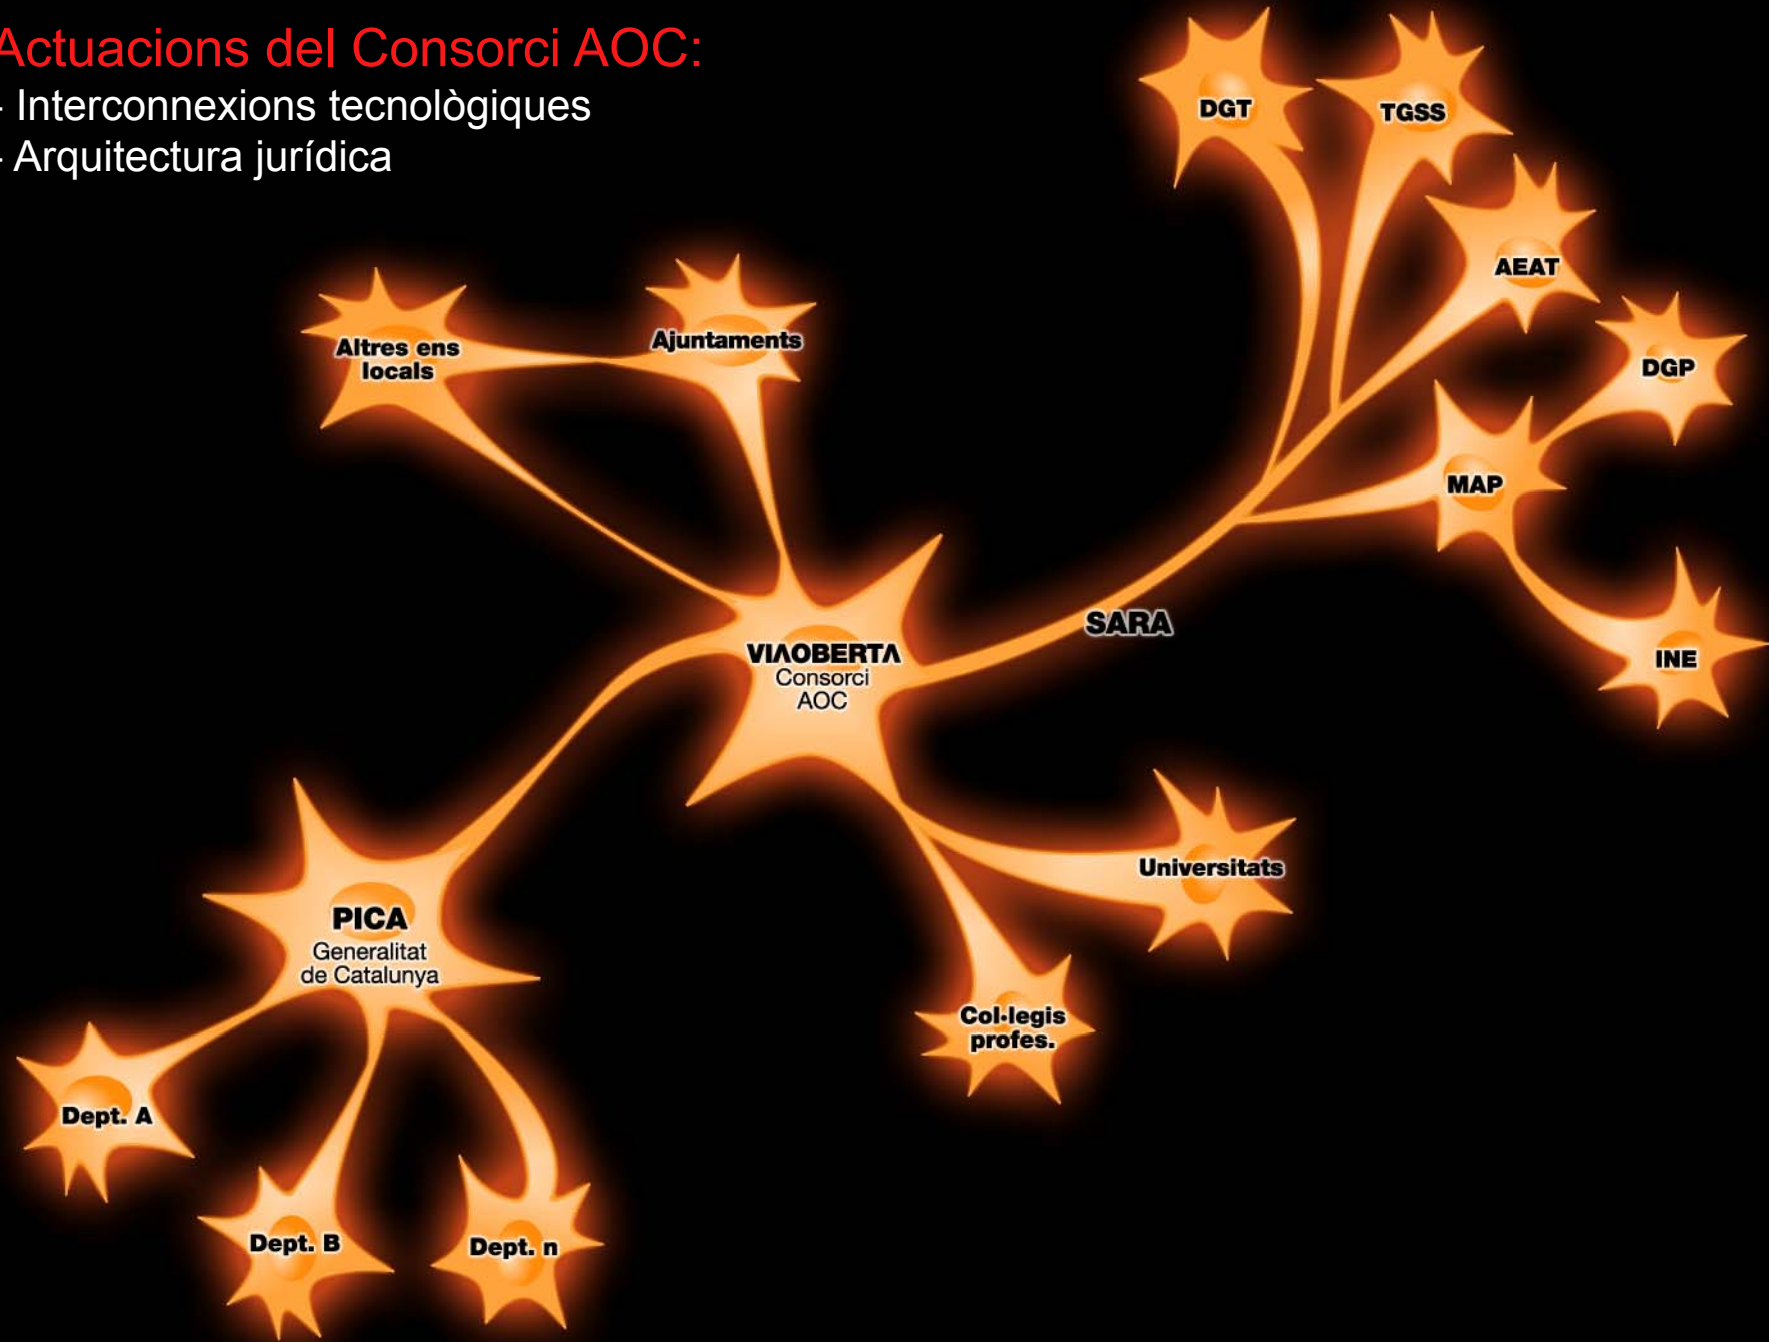 Actuacions del Consorci AOC:
- Interconnexions tecnològiques
- Arquitectura jurídica
DGT
TGSS
AEAT
DGP
MAP
INE
SARA
Altres ens
locals
Ajuntaments
VIΛOBERTΛ
Consorci
AOC
PICA
Generalitat
de Catalunya
Universitats
Col·legis
profes.
Dept. A
Dept. B
Dept. n